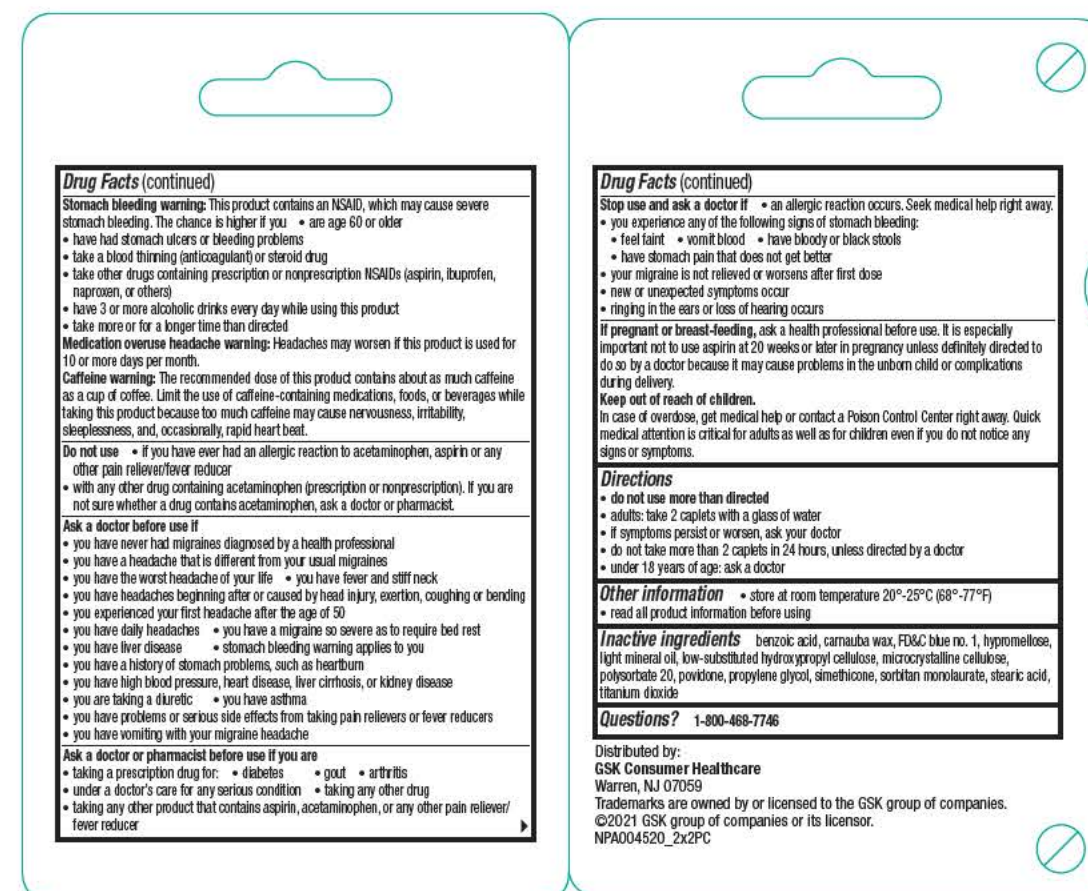 Drug Facts (continued)
Stomach bleeding warning: This product contains an NSAID, which may cause severe
stomach bleeding. The chance is higher if you • are age 60 or older
• have had stomach ulcers or bleeding problems
• take a blood thinning (anticoagulant) or steroid drug
• take other drugs containing prescription or nonprescription NSAIDs (aspirin, ibuprofen,
naproxen, or others)
• have 3 or more alcoholic drinks every day while using this product
• take more or for a longer time than directed
Medication overuse headache warning: Headaches may worsen if this product is used for
10 or more days per month.
Caffeine warning: The recommended dose of this product contains about as much caffeine
as a cup of coffee. Limit the use of caffeine-containing medications, foods, or beverages while
taking this product because too much caffeine may cause nervousness, irritability,
sleeplessness, and, occasionally, rapid heart beat.
Do not use • if you have ever had an allergic reaction to acetaminophen, aspirin or any
other pain reliever/fever reducer
• with any other drug containing acetaminophen (prescription or nonprescription). If you are
not sure whether a drug contains acetaminophen, ask a doctor or pharmacist.
Ask a doctor before use if
• you have never had migraines diagnosed by a health professional
• you have a headache that is different from your usual migraines
• you have the worst headache of your life • you have fever and stiff neck
• you have headaches beginning after or caused by head injury, exertion, coughing or bending
• you experienced your first headache after the age of 50
• you have daily headaches • you have a migraine so severe as to require bed rest
• you have liver disease • stomach bleeding warning applies to you
• you have a history of stomach problems, such as heartburn
• you have high blood pressure, heart disease, liver cirrhosis, or kidney disease
• you are taking a diuretic • you have asthma
• you have problems or serious side effects from taking pain relievers or fever reducers
• you have vomiting with your migraine headache
Ask a doctor or pharmacist before use if you are
• taking a prescription drug for: • diabetes • gout • arthritis
• under a doctor's care for any serious condition • taking any other drug
• taking any other product that contains aspirin, acetaminophen, or any other pain reliever/
fever reducer
Drug Facts (continued)
Stop use and ask a doctor if • an allergic reaction occurs. Seek medical help right away.
• you experience any of the following signs of stomach bleeding:
• feel faint • vomit blood • have bloody or black stools
• have stomach pain that does not get better
• your migraine is not relieved or worsens after first dose
• new or unexpected symptoms occur
• ringing in the ears or loss of hearing occurs
If pregnant or breast-feeding, ask a health professional before use. It is especially
important not to use aspirin at 20 weeks or later in pregnancy unless definitely directed to
do so by a doctor because it may cause problems in the unborn child or complications
during delivery.
Keep out of reach of children.
In case of overdose, get medical help or contact a Poison Control Center right away. Quick
medical attention is critical for adults as well as for children even if you do not notice any
signs or symptoms.
Directions
• do not use more than directed
• adults: take 2 caplets with a glass of water
• if symptoms persist or worsen, ask your doctor
• do not take more than 2 caplets in 24 hours, unless directed by a doctor
• under 18 years of age: ask a doctor
Other information • store at room temperature 20°-25°C (68°-77°F)
• read all product information before using
Inactive ingredients benzoic acid, carnauba wax, FD&C blue no. 1, hypromellose,
light mineral oil, low-substituted hydroxypropyl cellulose, microcrystalline cellulose,
polysorbate 20, povidone, propylene glycol, simethicone, sorbitan monolaurate, stearic acid,
titanium dioxide
Questions? 1-800-468-7746
Distributed by:
GSK Consumer Healthcare
Warren, NJ 07059
Trademarks are owned by or licensed to the GSK group of companies.
©2021 GSK group of companies or its licensor.
NPA004520_2x2PC